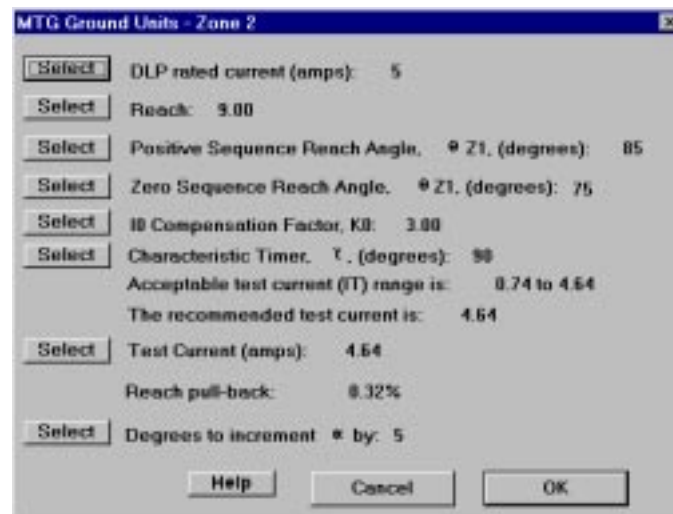 MTG Ground Units - Zone 2
Select DLP rated current (amps): 5
Select Reach: 9.00
Select Positive Sequence Reach Angle, θ Z1, (degrees): 85
Select Zero Sequence Reach Angle, θ Z1, (degrees): 75
Select I0 Compensation Factor, K0: 3.00
Select Characteristic Timer, τ , (degrees): 90
Acceptable test current (IT) range is: 0.74 to 4.64
The recommended test current is: 4.64
Select Test Current (amps): 4.64
Reach pull-back: 0.32%
Select Degrees to increment by: 5
Help Cancel OK